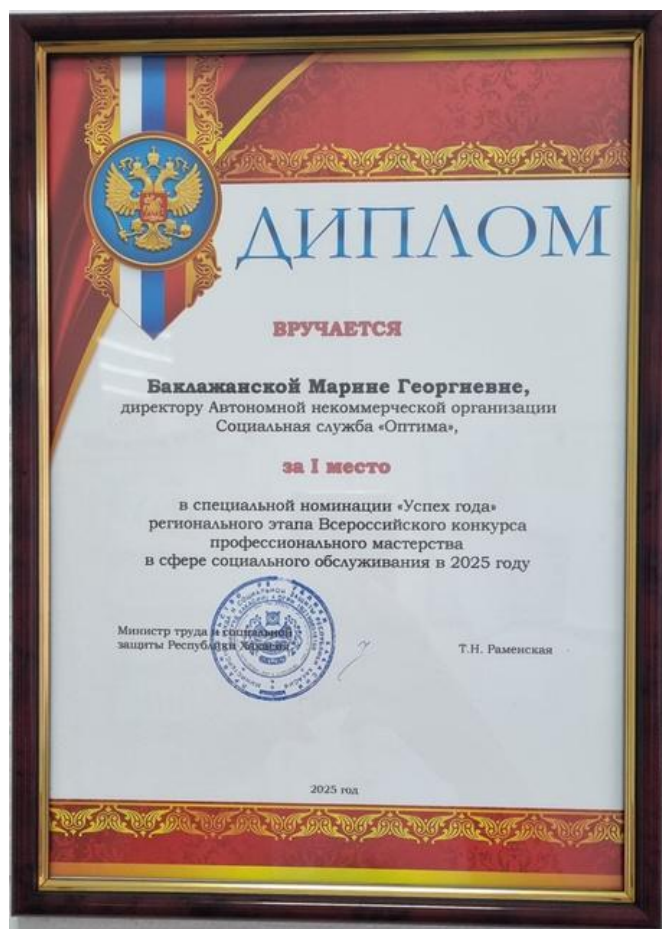 ДИПЛОМ
ВРУЧАЕТСЯ
Баклажанской Марине Георгиевне,
директору Автономной некоммерческой организации
Социальная служба «Оптима»,
за I место
в специальной номинации «Успех года»
регионального этапа Всероссийского конкурса
профессионального мастерства
в сфере социального обслуживания в 2025 году
Министр труда и социальной
защиты Республики Хакасия
Т.Н. Раменская
2025 год